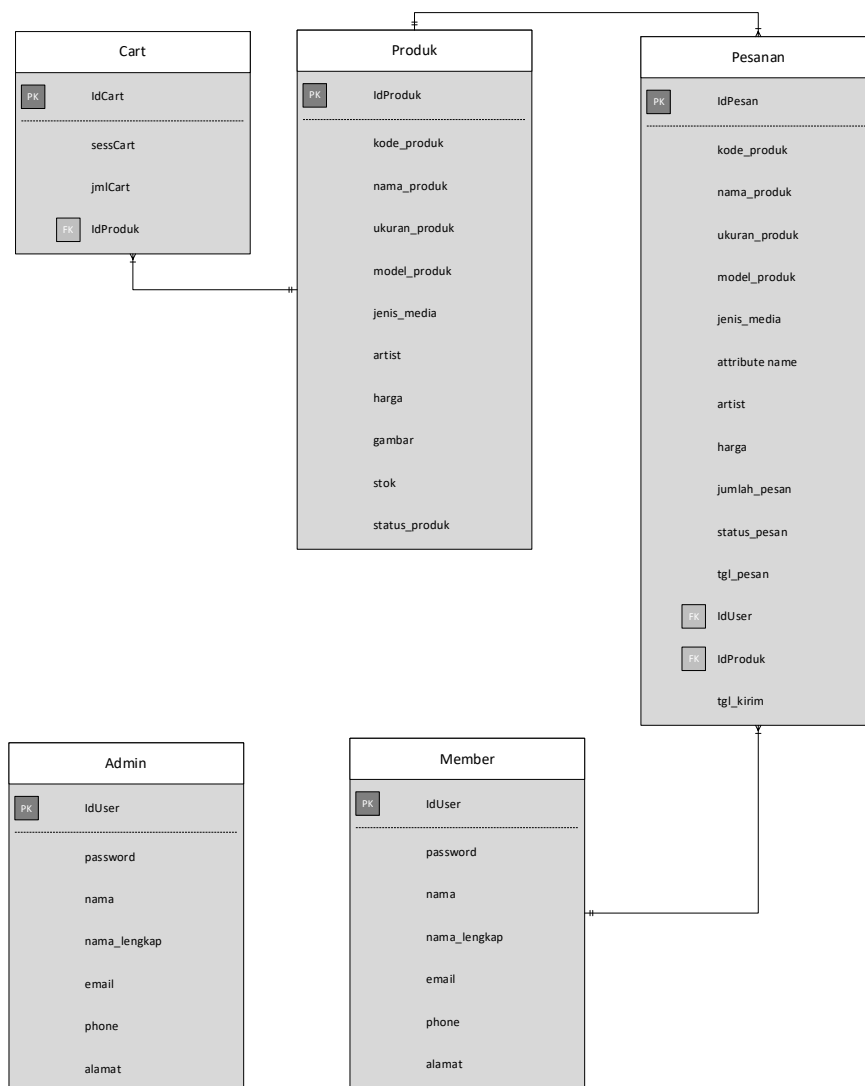 Cart
PK IdCart
sessCart
jmlCart
FK IdProduk
Produk
PK IdProduk
kode_produk
nama_produk
ukuran_produk
model_produk
jenis_media
artist
harga
gambar
stok
status_produk
Pesanan
PK IdPesan
kode_produk
nama_produk
ukuran_produk
model_produk
jenis_media
attribute name
artist
harga
jumlah_pesan
status_pesan
tgl_pesan
FK IdUser
FK IdProduk
tgl_kirim
Admin
PK IdUser
password
nama
nama_lengkap
email
phone
alamat
Member
PK IdUser
password
nama
nama_lengkap
email
phone
alamat